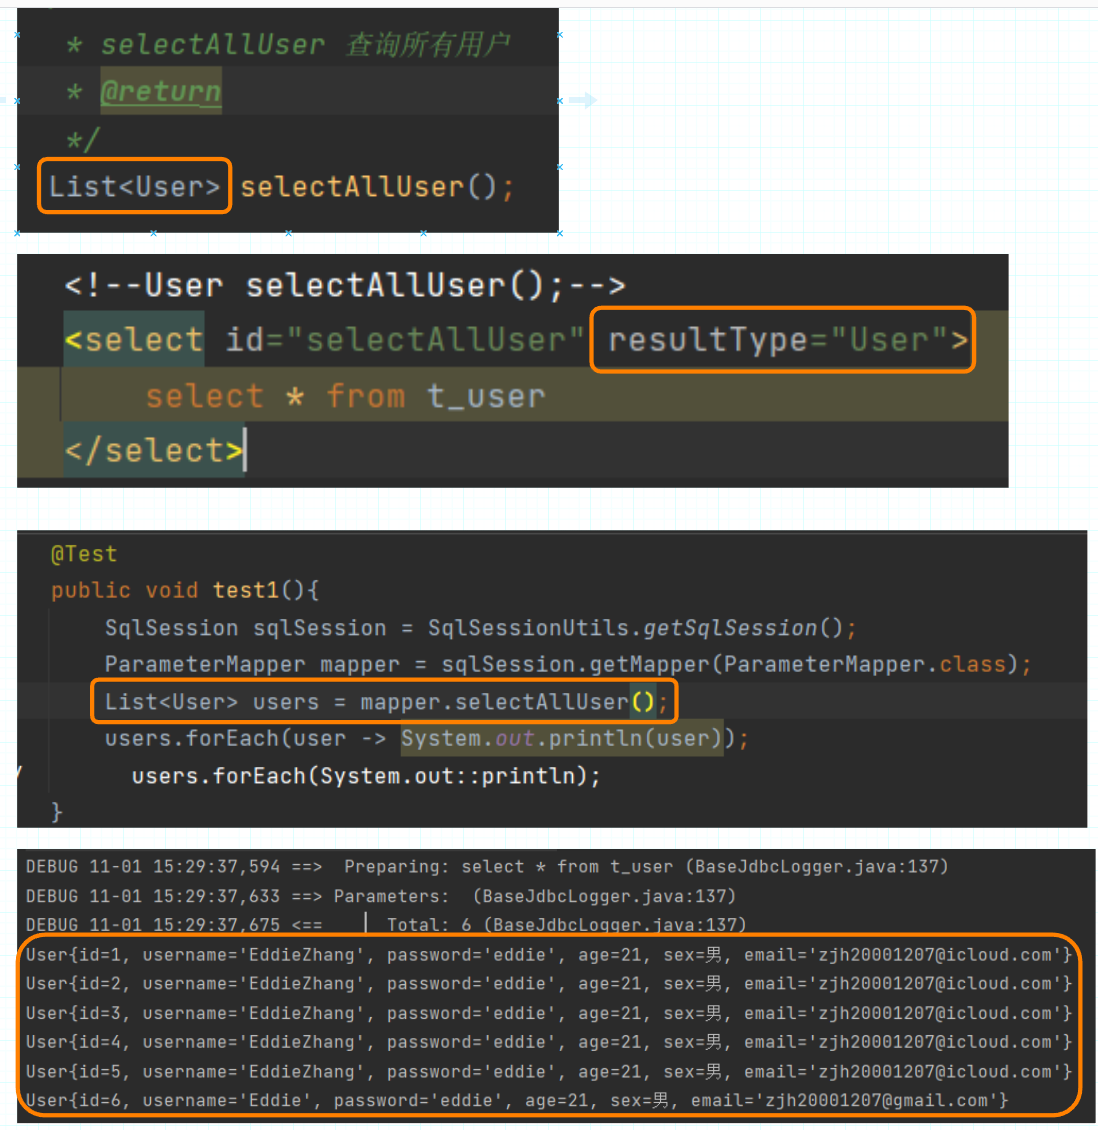 * selectAllUser 查询所有用户
* @return
*/
List<User> selectAllUser();
<!--User selectAllUser();-->
<select id="selectAllUser" resultType="User">
select * from t_user
</select>
@Test
public void test1(){
SqlSession sqlSession = SqlSessionUtils.getSqlSession();
ParameterMapper mapper = sqlSession.getMapper(ParameterMapper.class);
List<User> users = mapper.selectAllUser();
users.forEach(user -> System.out.println(user));
/ users.forEach(System.out::println);
}
DEBUG 11-01 15:29:37,594 ==>  Preparing: select * from t_user (BaseJdbcLogger.java:137)
DEBUG 11-01 15:29:37,633 ==> Parameters:  (BaseJdbcLogger.java:137)
DEBUG 11-01 15:29:37,675 <==      Total: 6 (BaseJdbcLogger.java:137)
User{id=1, username='EddieZhang', password='eddie', age=21, sex=男, email='zjh20001207@icloud.com'}
User{id=2, username='EddieZhang', password='eddie', age=21, sex=男, email='zjh20001207@icloud.com'}
User{id=3, username='EddieZhang', password='eddie', age=21, sex=男, email='zjh20001207@icloud.com'}
User{id=4, username='EddieZhang', password='eddie', age=21, sex=男, email='zjh20001207@icloud.com'}
User{id=5, username='EddieZhang', password='eddie', age=21, sex=男, email='zjh20001207@icloud.com'}
User{id=6, username='Eddie', password='eddie', age=21, sex=男, email='zjh20001207@gmail.com'}